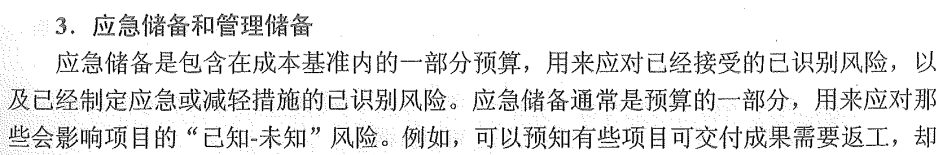 3．应急储备和管理储备
应急储备是包含在成本基准内的一部分预算，用来应对已经接受的已识别风险，以
及已经制定应急或减轻措施的已识别风险。应急储备通常是预算的一部分，用来应对那
些会影响项目的“已知-未知”风险。例如，可以预知有些项目可交付成果需要返工，却